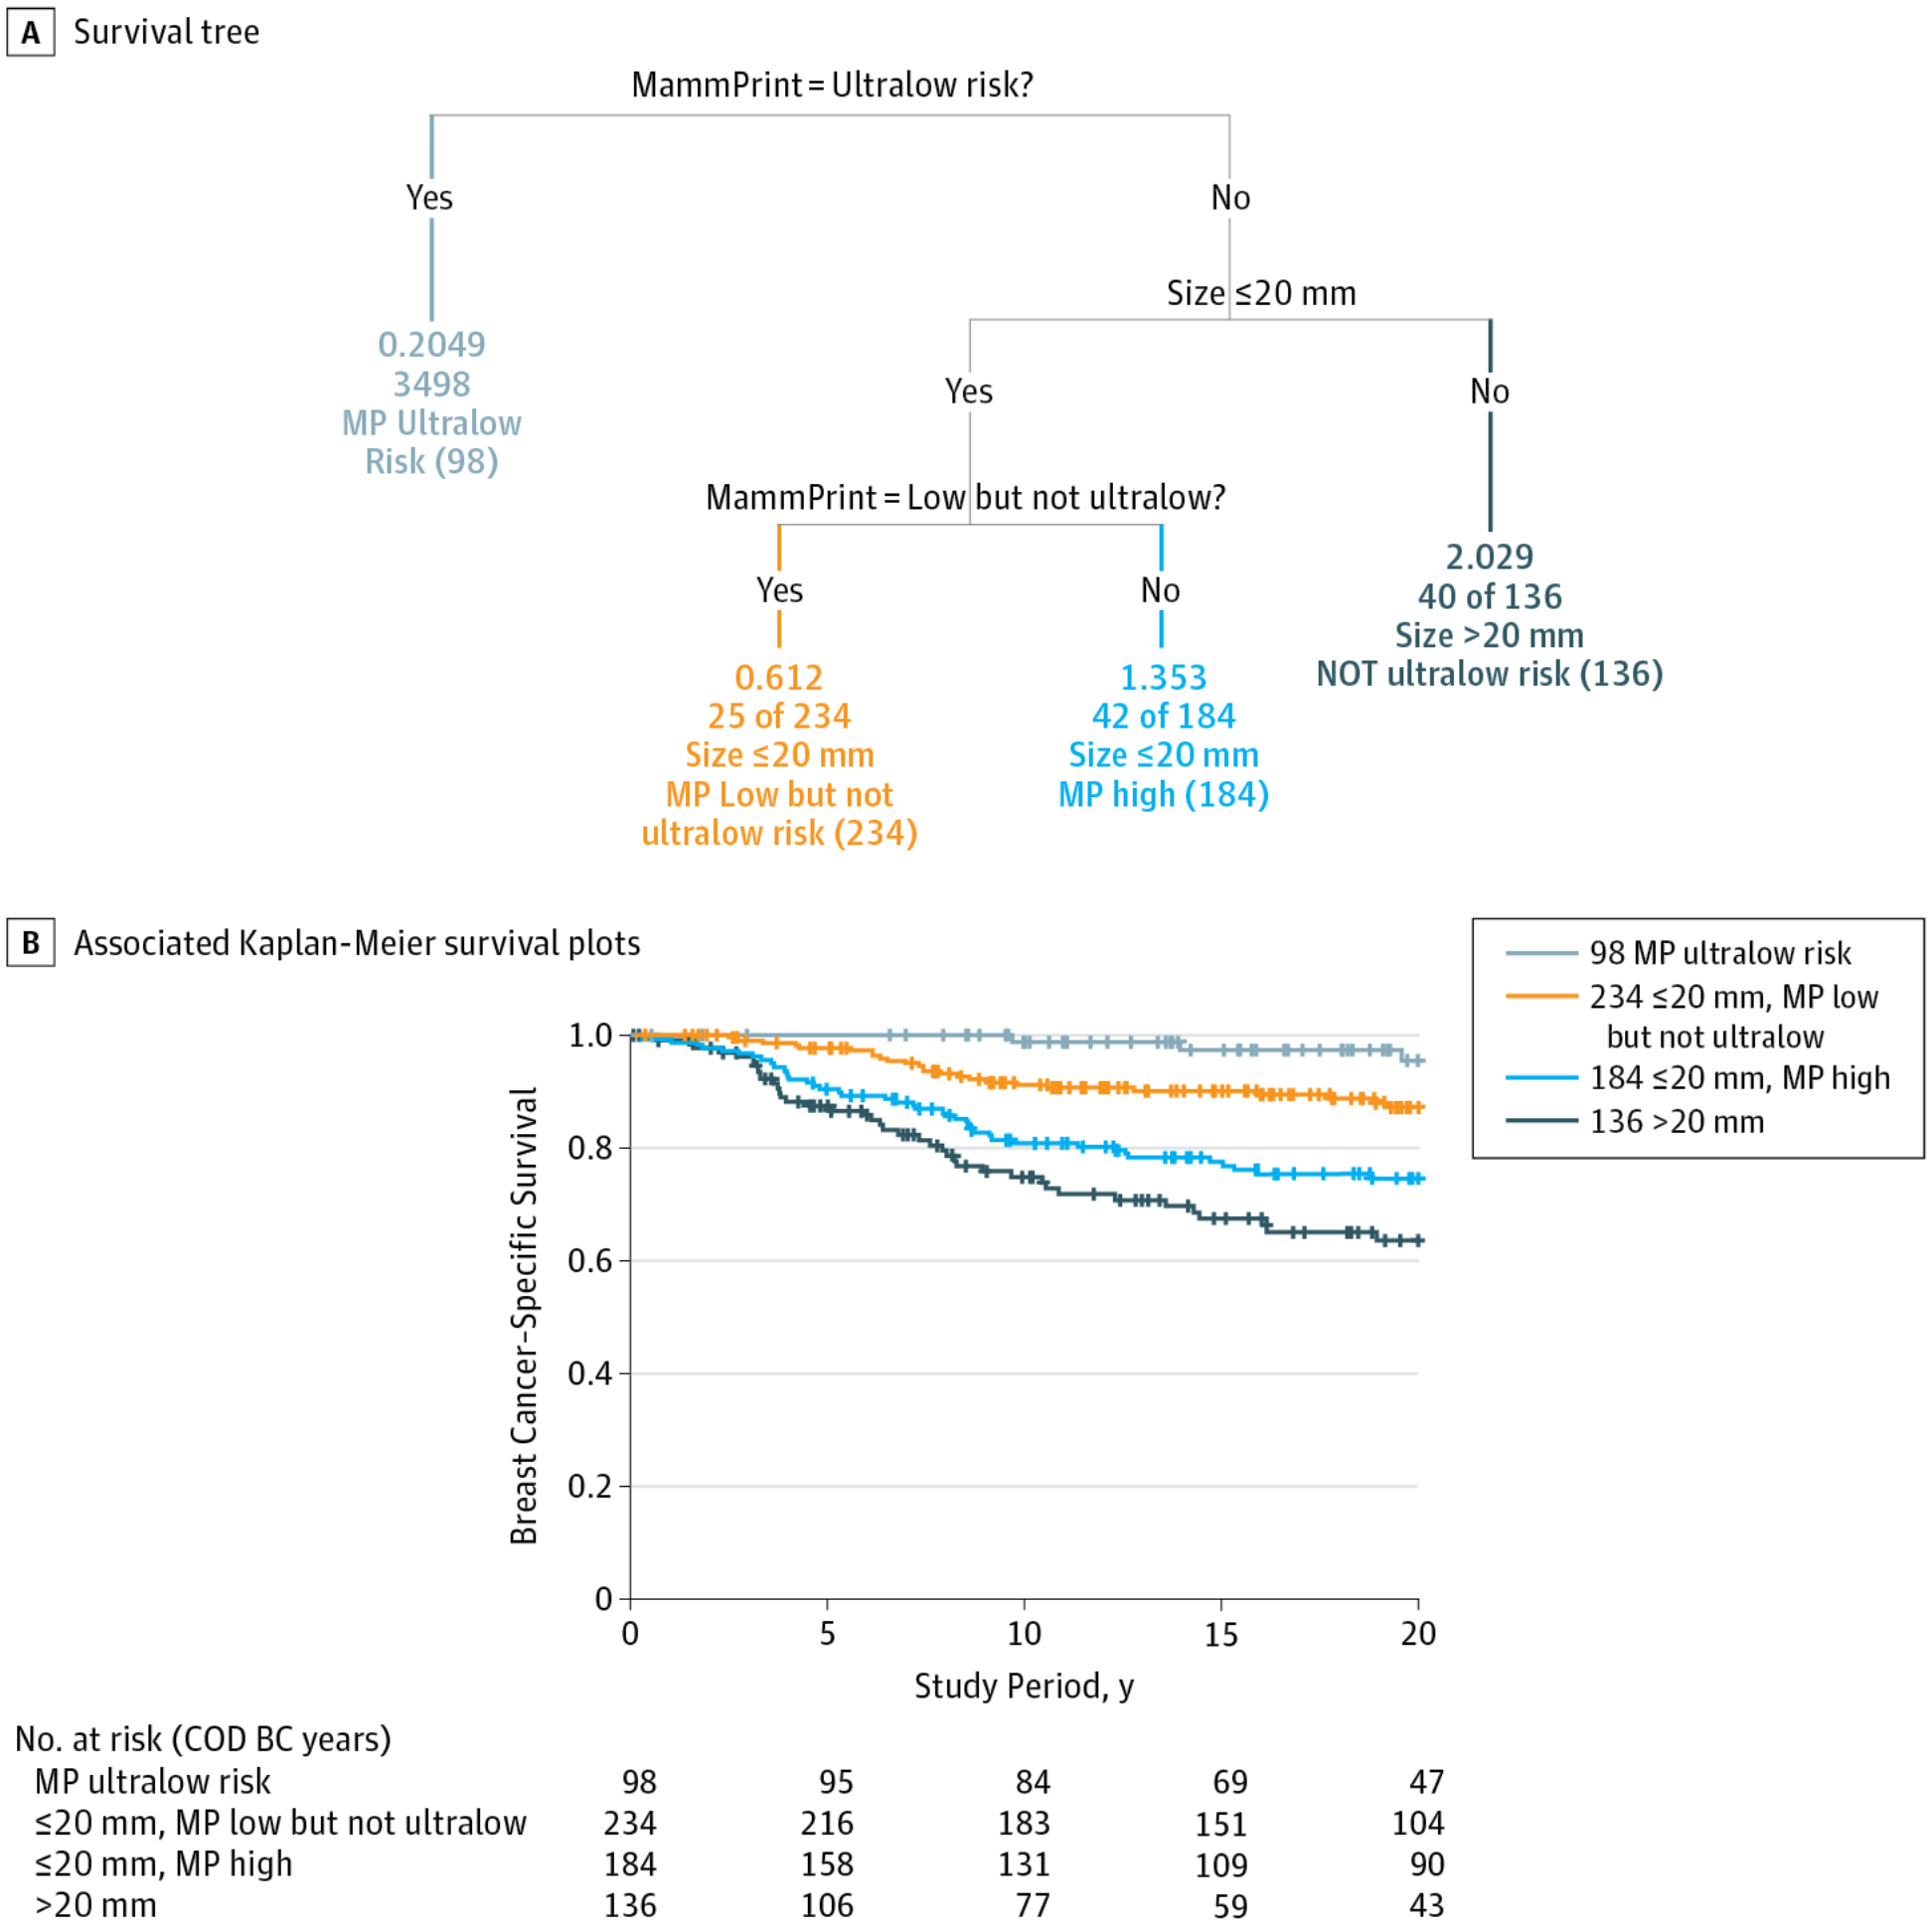 A Survival tree
MammPrint = Ultralow risk?
Yes
No
Size ≤20 mm
0.2049
3498
MP Ultralow
Risk (98)
Yes
No
MammPrint = Low but not ultralow?
Yes
No
2.029
40 of 136
Size >20 mm
NOT ultralow risk (136)
0.612
25 of 234
Size ≤20 mm
MP Low but not
ultralow risk (234)
1.353
42 of 184
Size ≤20 mm
MP high (184)
B Associated Kaplan-Meier survival plots
98 MP ultralow risk
234 ≤20 mm, MP low
but not ultralow
184 ≤20 mm, MP high
136 >20 mm
Breast Cancer–Specific Survival
1.0
0.8
0.6
0.4
0.2
0
0 5 10 15 20
Study Period, y
No. at risk (COD BC years)
MP ultralow risk 98 95 84 69 47
≤20 mm, MP low but not ultralow 234 216 183 151 104
≤20 mm, MP high 184 158 131 109 90
>20 mm 136 106 77 59 43